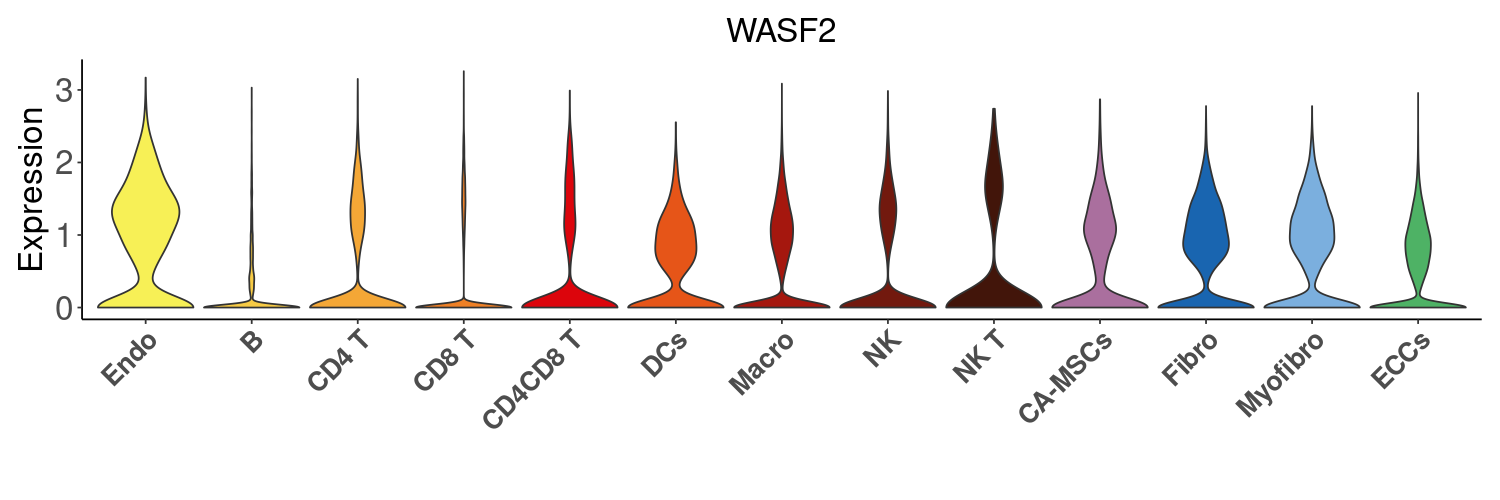 WASF2
Expression
3
2
1
0
Endo
B
CD4 T
CD8 T
CD4CD8 T
DCs
Macro
NK
NK T
CA-MSCs
Fibro
Myofibro
ECCs